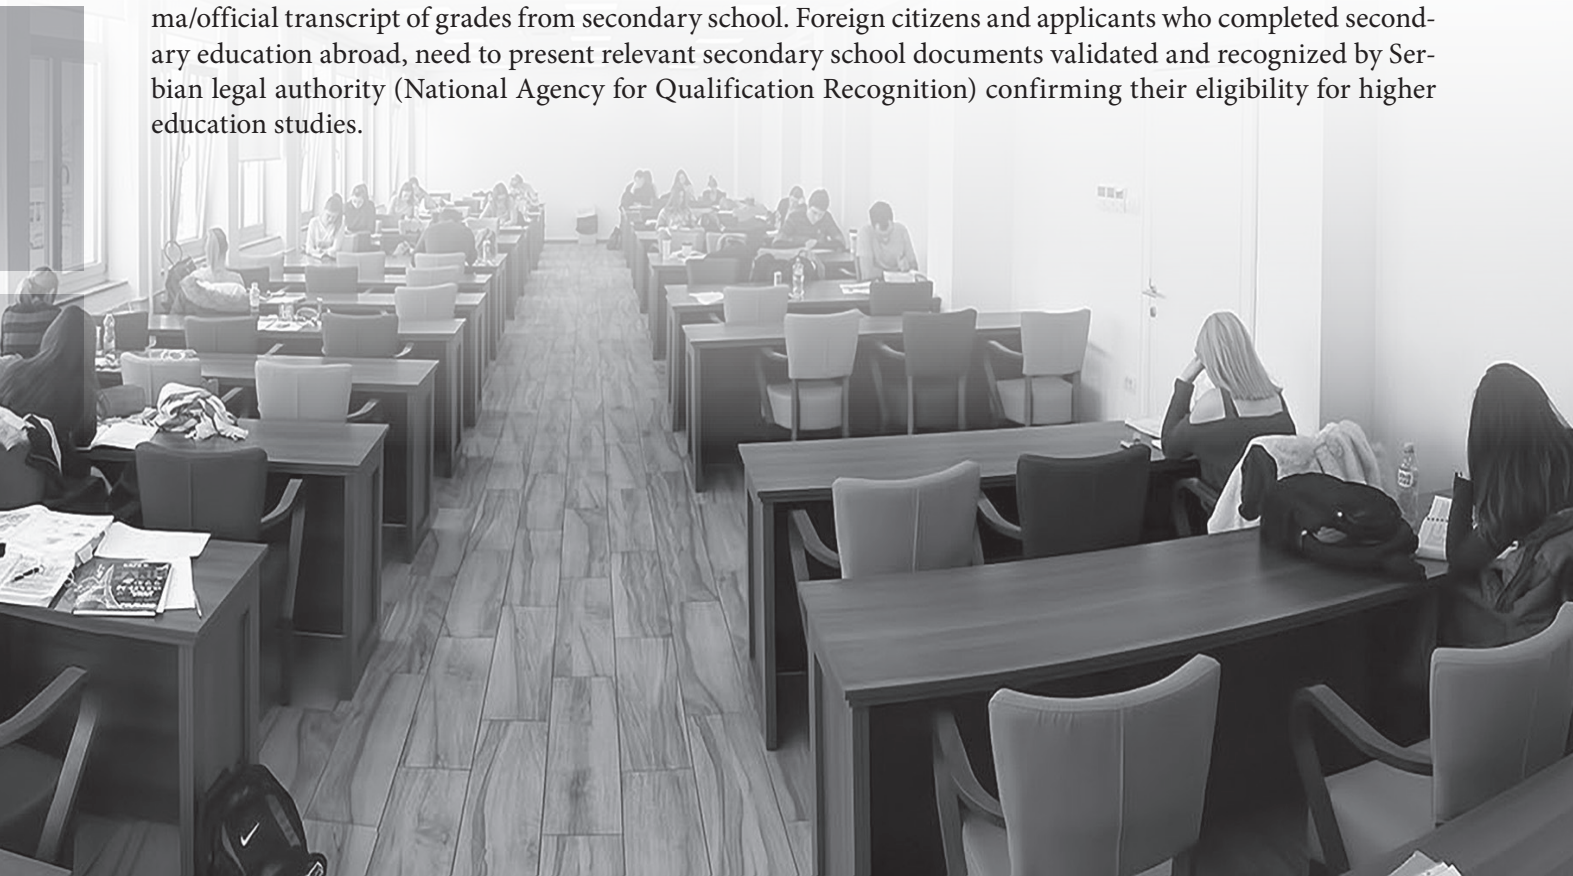 ma/official transcript of grades from secondary school. Foreign citizens and applicants who completed second-
ary education abroad, need to present relevant secondary school documents validated and recognized by Ser-
bian legal authority (National Agency for Qualification Recognition) confirming their eligibility for higher
education studies.